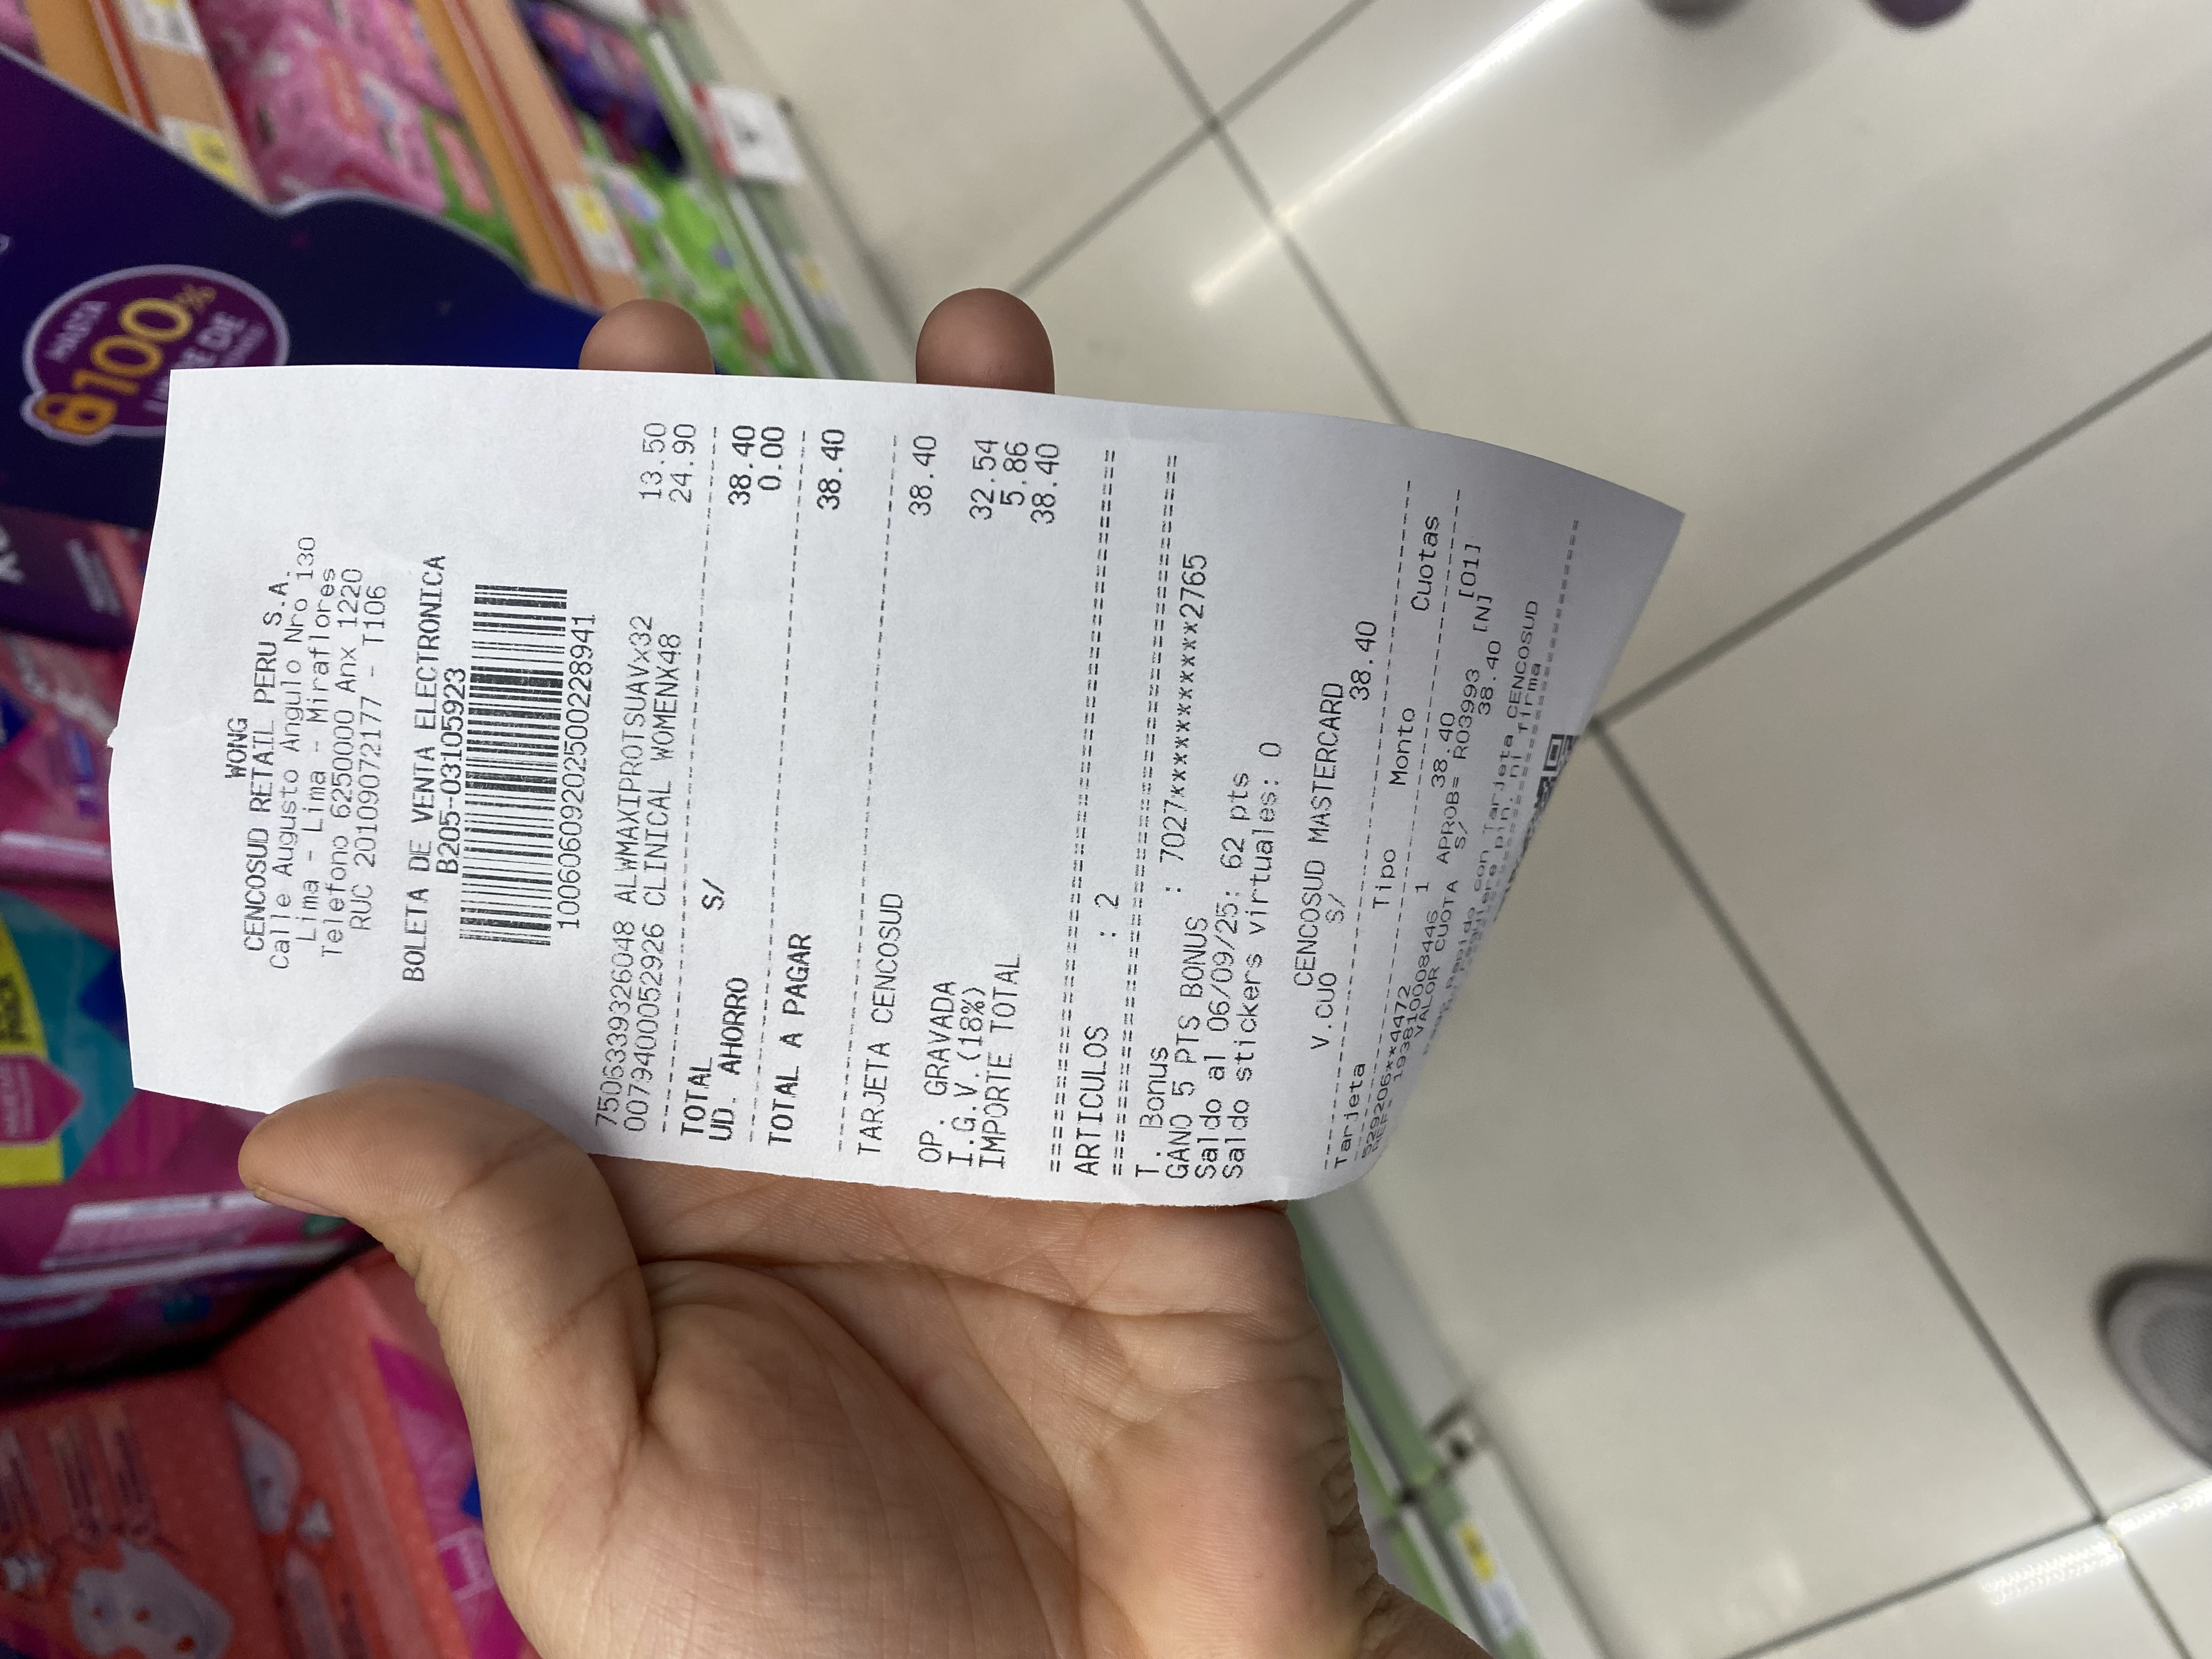 PACK
HASTA
100%
WONG
CENCOSUD RETAIL PERU S.A.
Calle Augusto Angulo Nro 130
Lima - Lima - Miraflores
Telefono 6250000 Anx 1220
RUC 20109072177 - T106
BOLETA DE VENTA ELECTRONICA
B205-03105923
10060609202500228941
7506339326048 ALWMAXIPROTSUAVx32 13.50
0079400052926 CLINICAL WOMENX48 24.90
TOTAL S/ 38.40
UD. AHORRO 0.00
TOTAL A PAGAR 38.40
TARJETA CENCOSUD 38.40
OP. GRAVADA 32.54
I.G.V.(18%) 5.86
IMPORTE TOTAL 38.40
ARTICULOS : 2
T. Bonus : 7027***********2765
GANO 5 PTS BONUS
Saldo al 06/09/25: 62 pts
Saldo stickers virtuales: 0
CENCOSUD MASTERCARD
V.CUO S/ 38.40
Tarjeta Tipo Monto Cuotas
529206**4472 1 38.40 [01]
REF= 193810008446 APROB= R03993 [N]
VALOR CUOTA S/ 38.40
Rapido con Tarjeta CENCOSUD
pin, ni firma